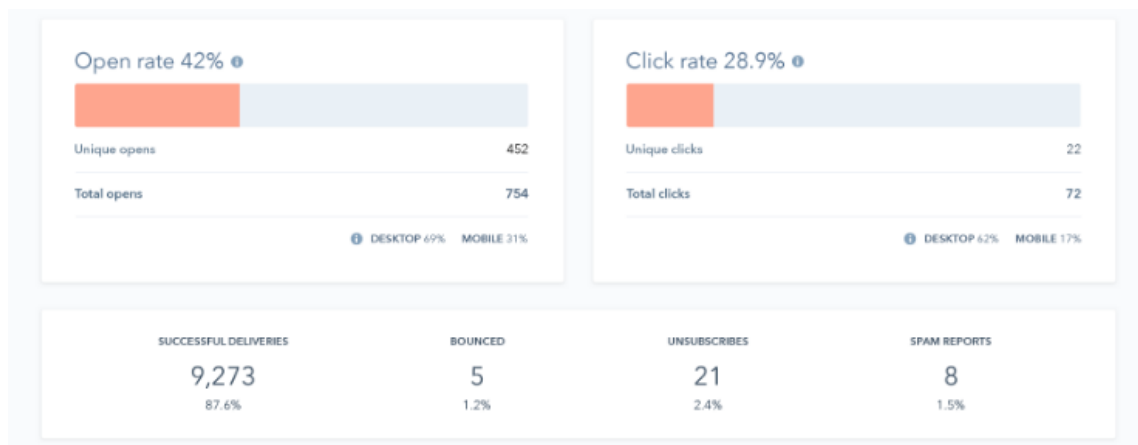 Open rate 42%
Unique opens 452
Total opens 754
DESKTOP 69% MOBILE 31%
Click rate 28.9%
Unique clicks 22
Total clicks 72
DESKTOP 62% MOBILE 17%
SUCCESSFUL DELIVERIES
9,273
87.6%
BOUNCED
5
1.2%
UNSUBSCRIBES
21
2.4%
SPAM REPORTS
8
1.5%